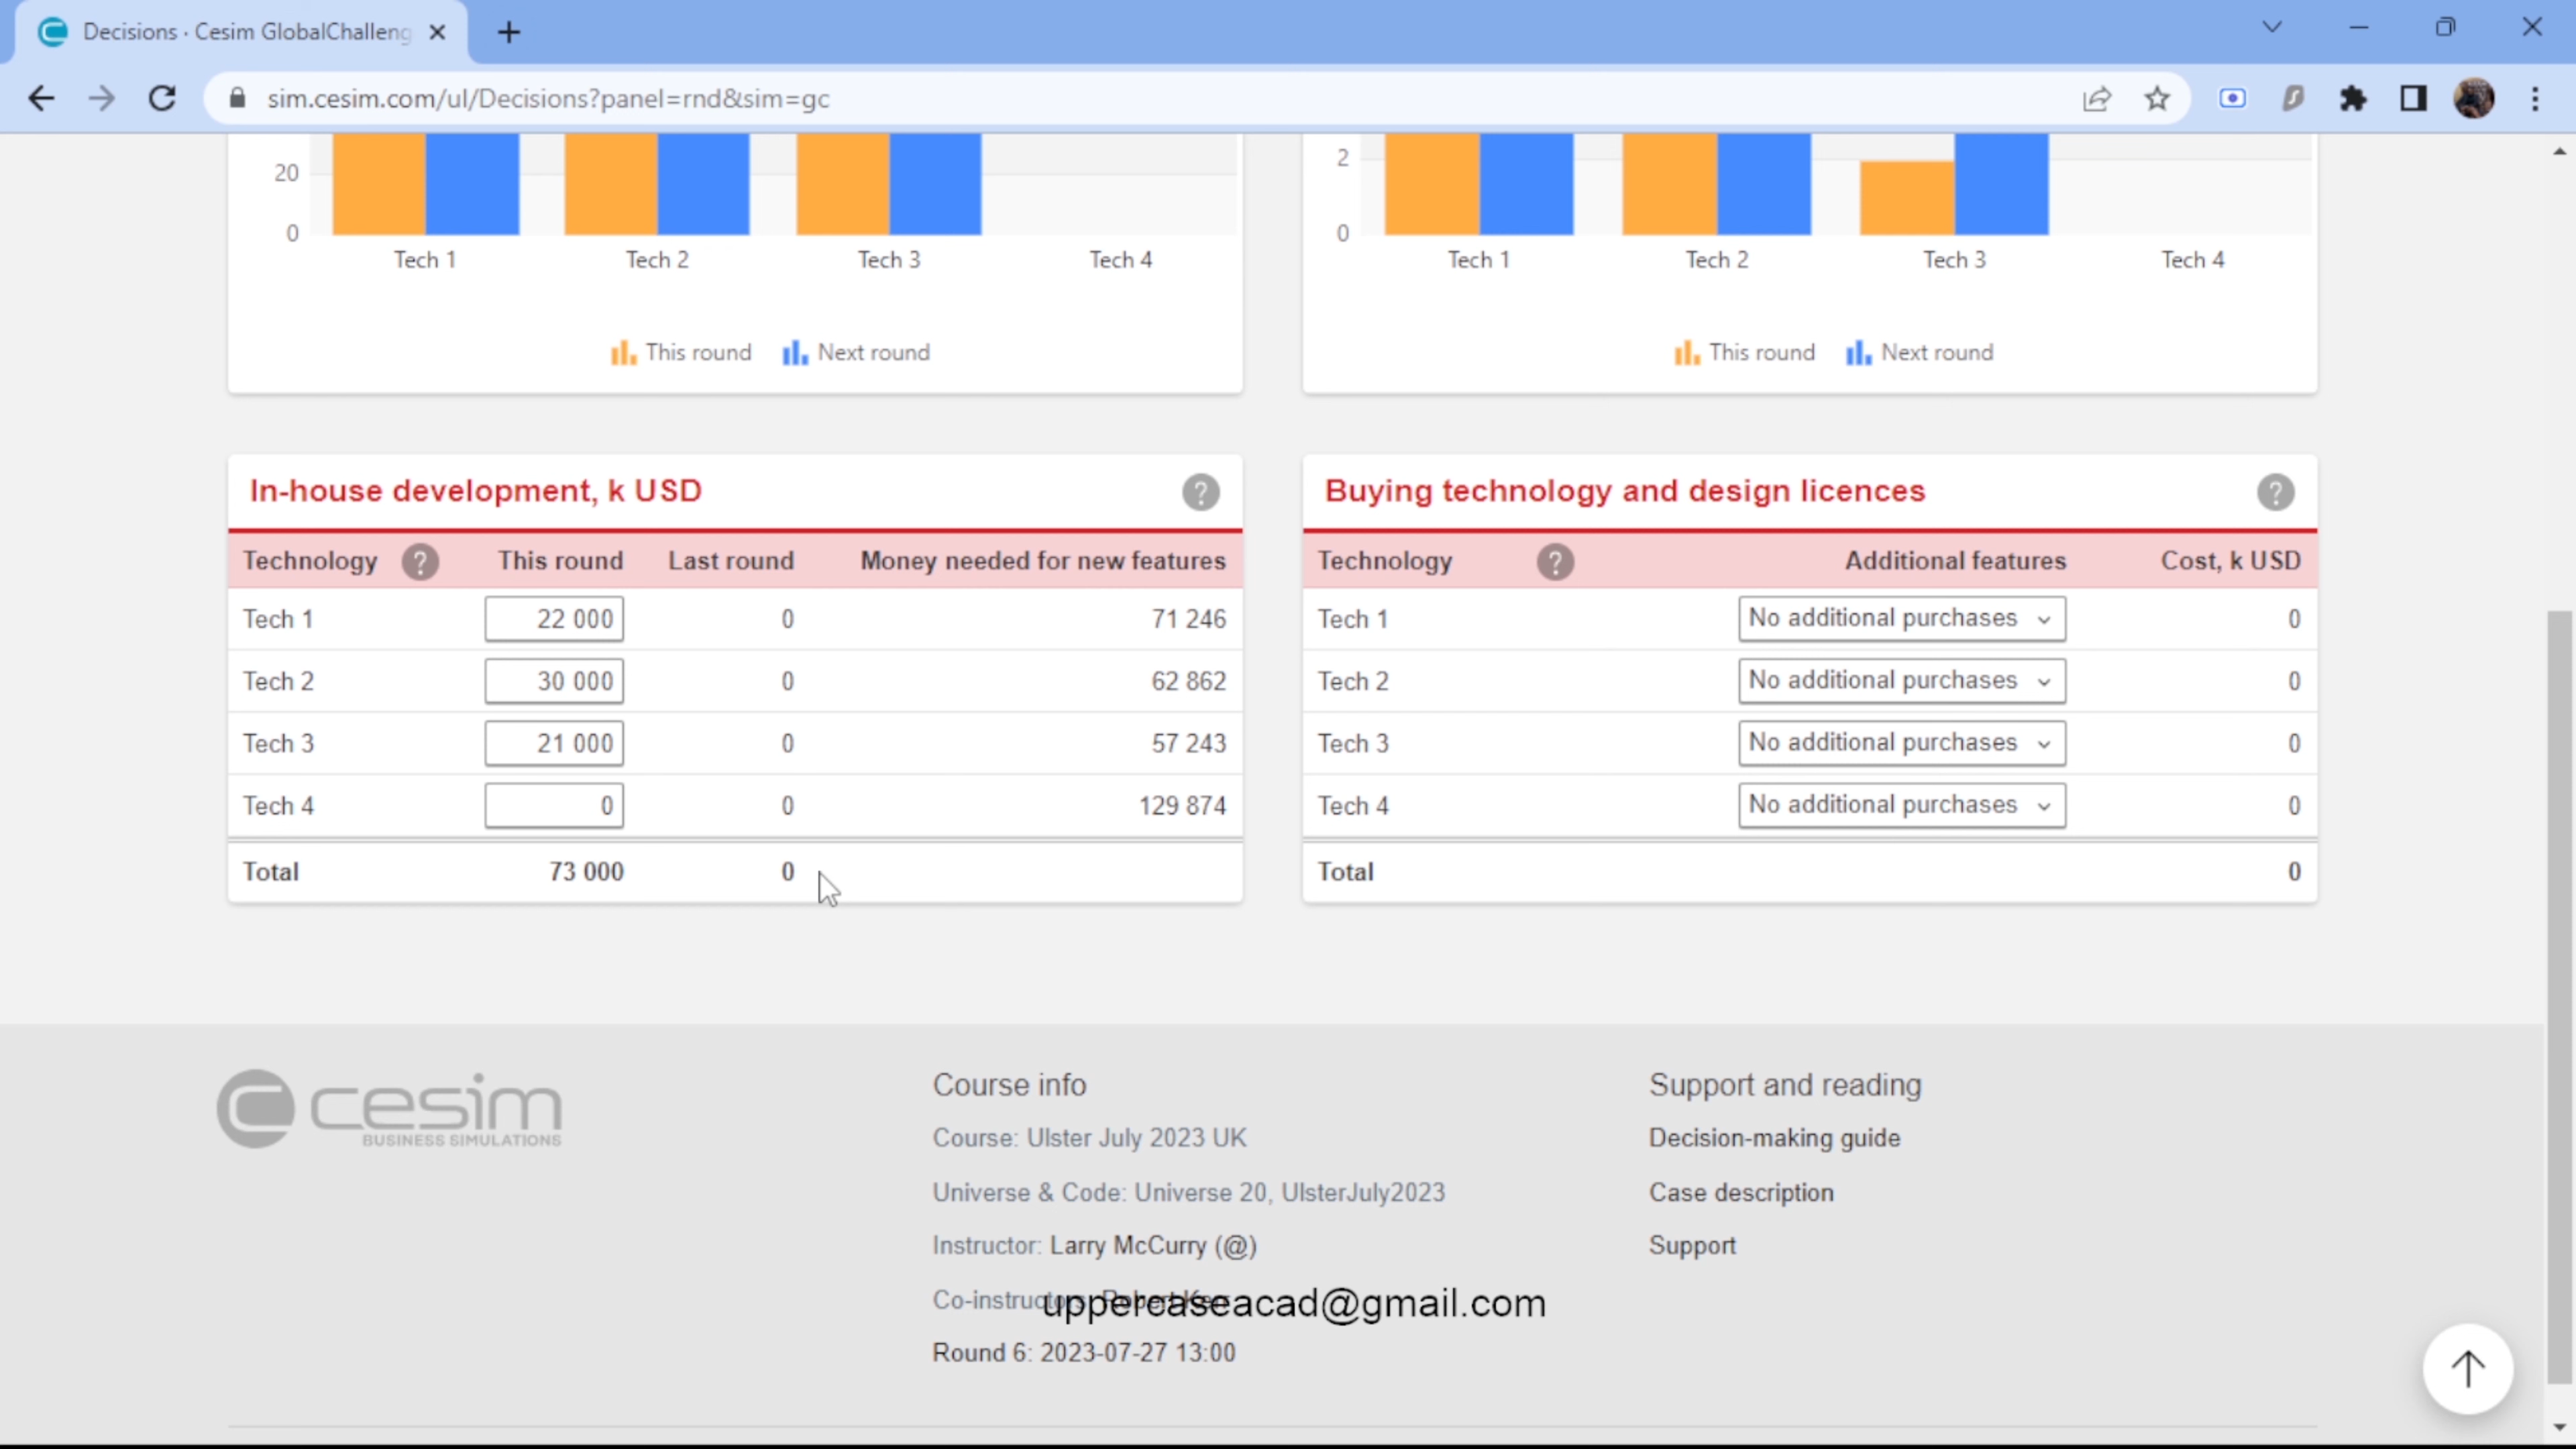 Decisions · Cesim GlobalChalleng
sim.cesim.com/ul/Decisions?panel=rnd&sim=gc
20
0
Tech 1
Tech 2
Tech 3
Tech 4
This round
Next round
2
0
Tech 1
Tech 2
Tech 3
Tech 4
This round
Next round
In-house development, k USD ?
Technology ? This round Last round Money needed for new features
Tech 1 22 000 0 71 246
Tech 2 30 000 0 62 862
Tech 3 21 000 0 57 243
Tech 4 0 0 129 874
Total 73 000 0
Buying technology and design licences ?
Technology ? Additional features Cost, k USD
Tech 1 No additional purchases 0
Tech 2 No additional purchases 0
Tech 3 No additional purchases 0
Tech 4 No additional purchases 0
Total 0
cesim
BUSINESS SIMULATIONS
Course info
Course: Ulster July 2023 UK
Universe & Code: Universe 20, UlsterJuly2023
Instructor: Larry McCurry (@)
Co-instructors: Robert Kerr
uppercaseacad@gmail.com
Round 6: 2023-07-27 13:00
Support and reading
Decision-making guide
Case description
Support